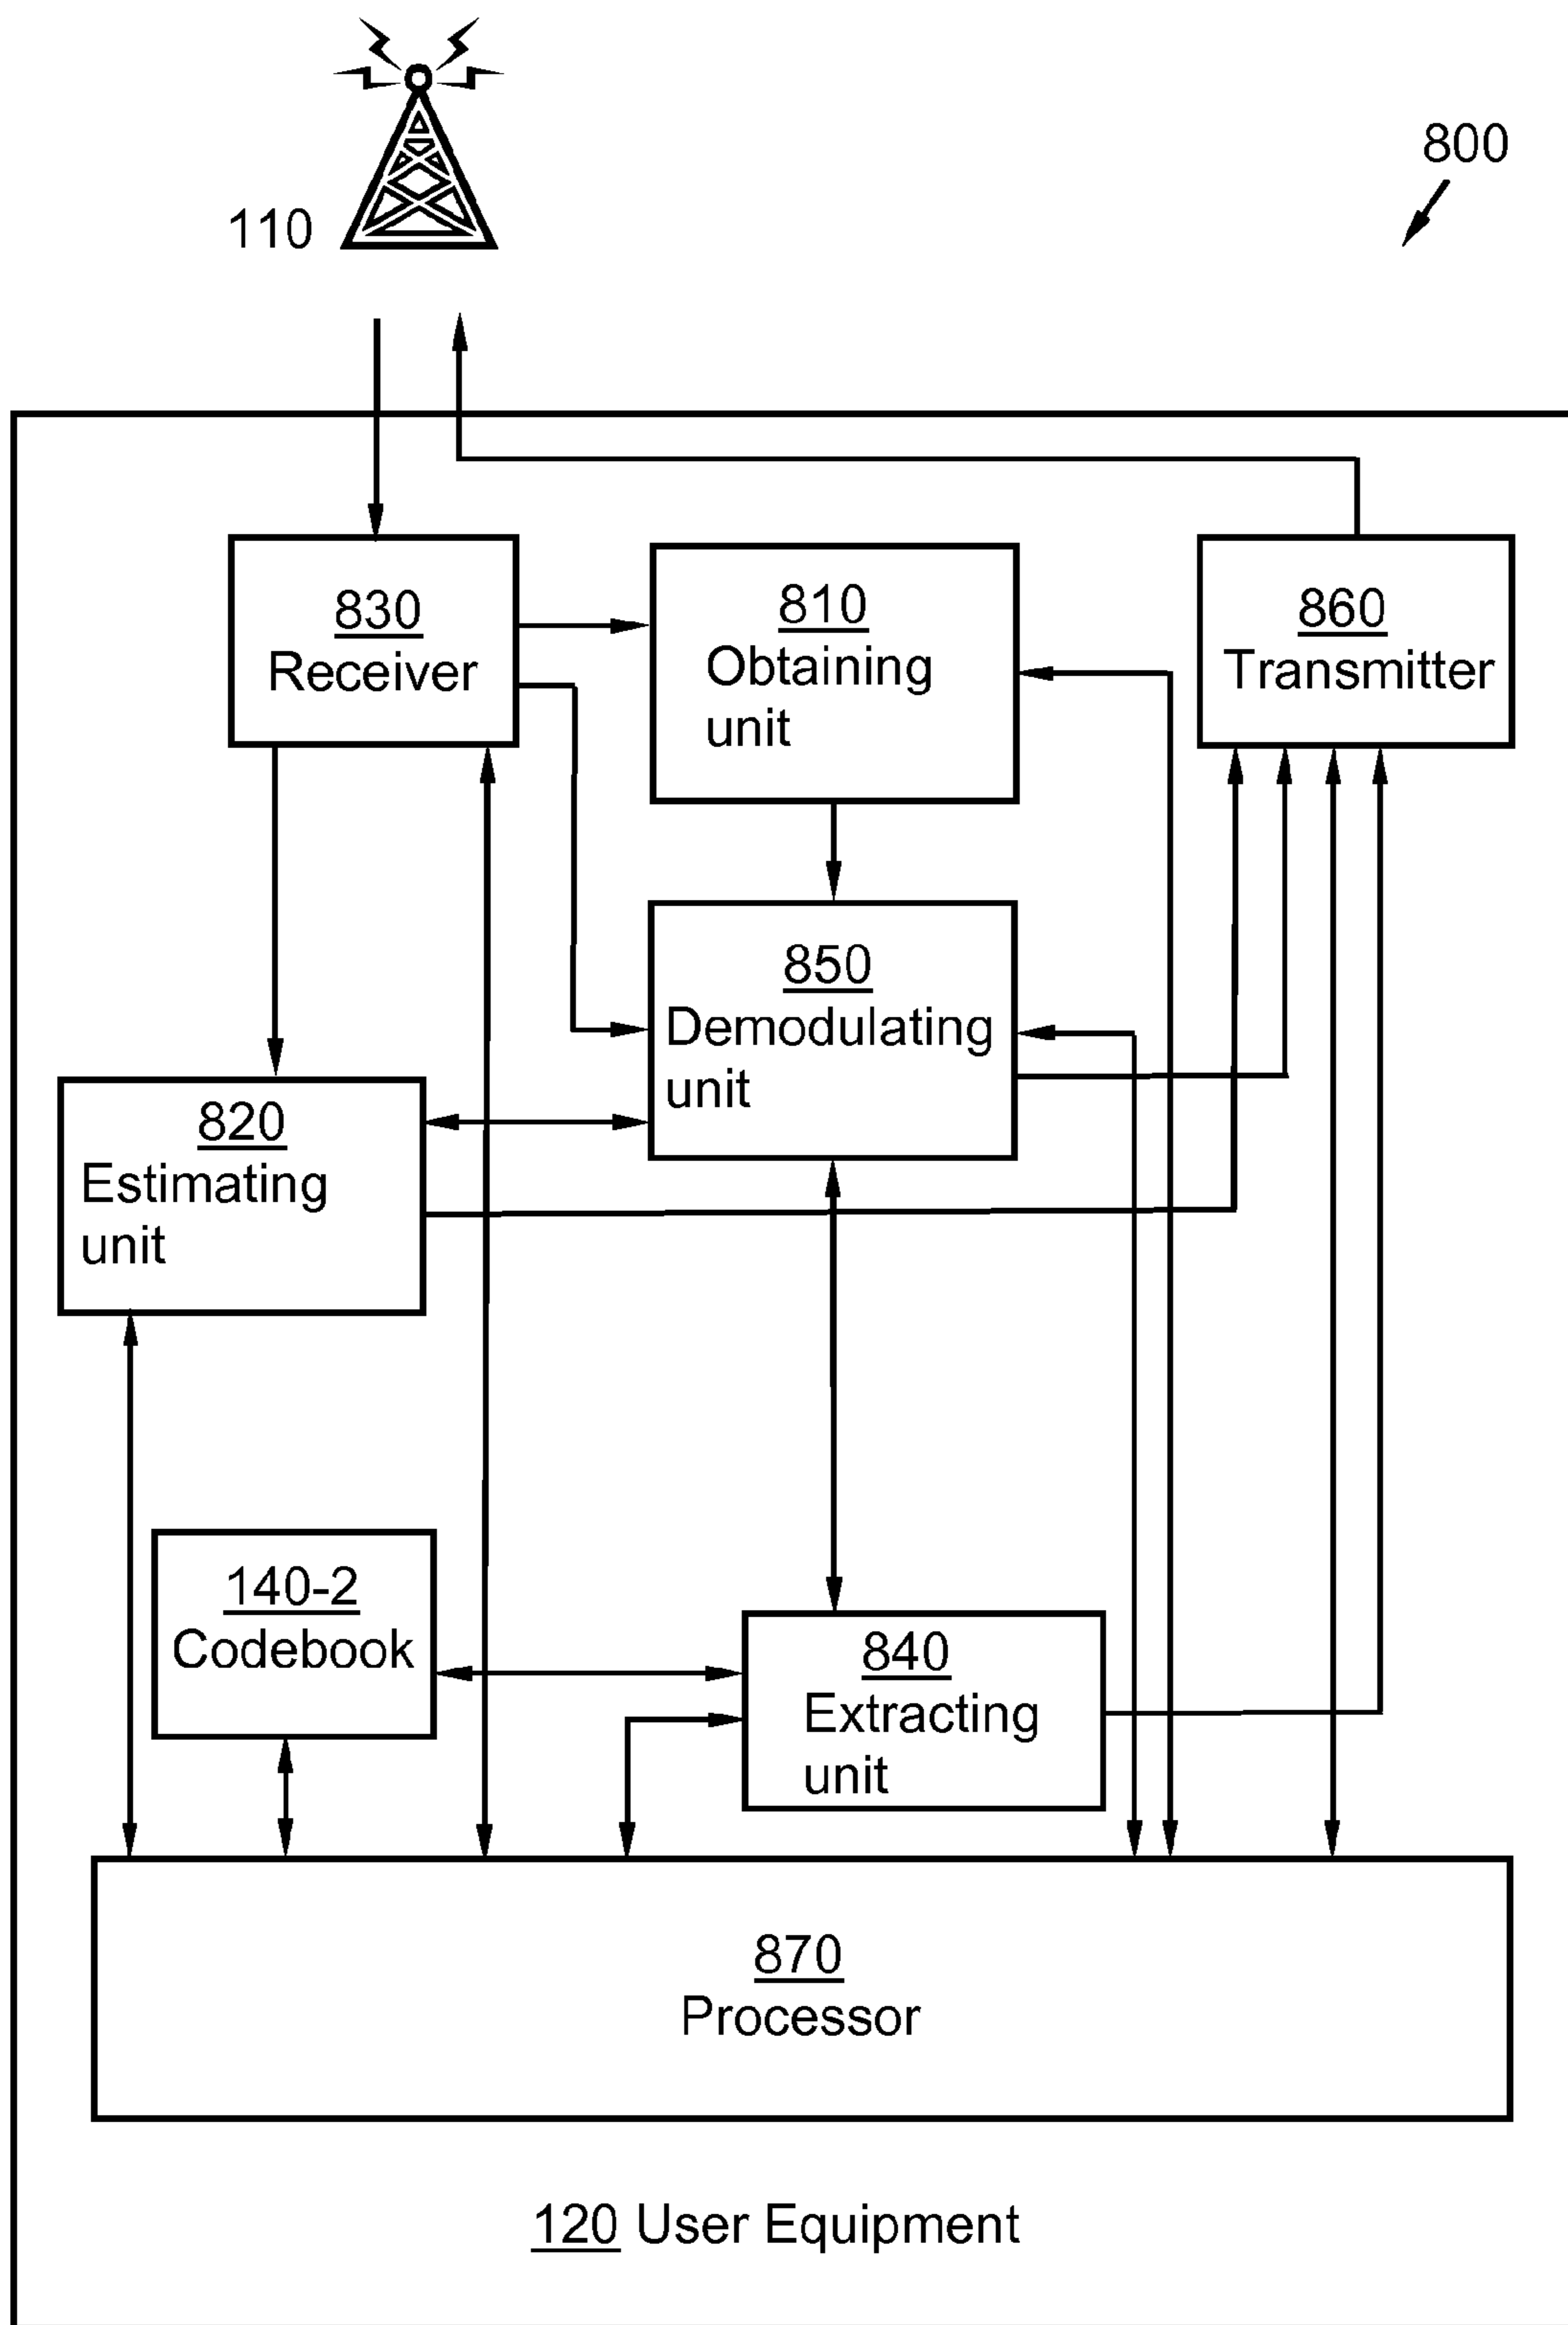 800
110
830
Receiver
810
Obtaining
unit
860
Transmitter
850
Demodulating
unit
820
Estimating
unit
140-2
Codebook
840
Extracting
unit
870
Processor
120 User Equipment